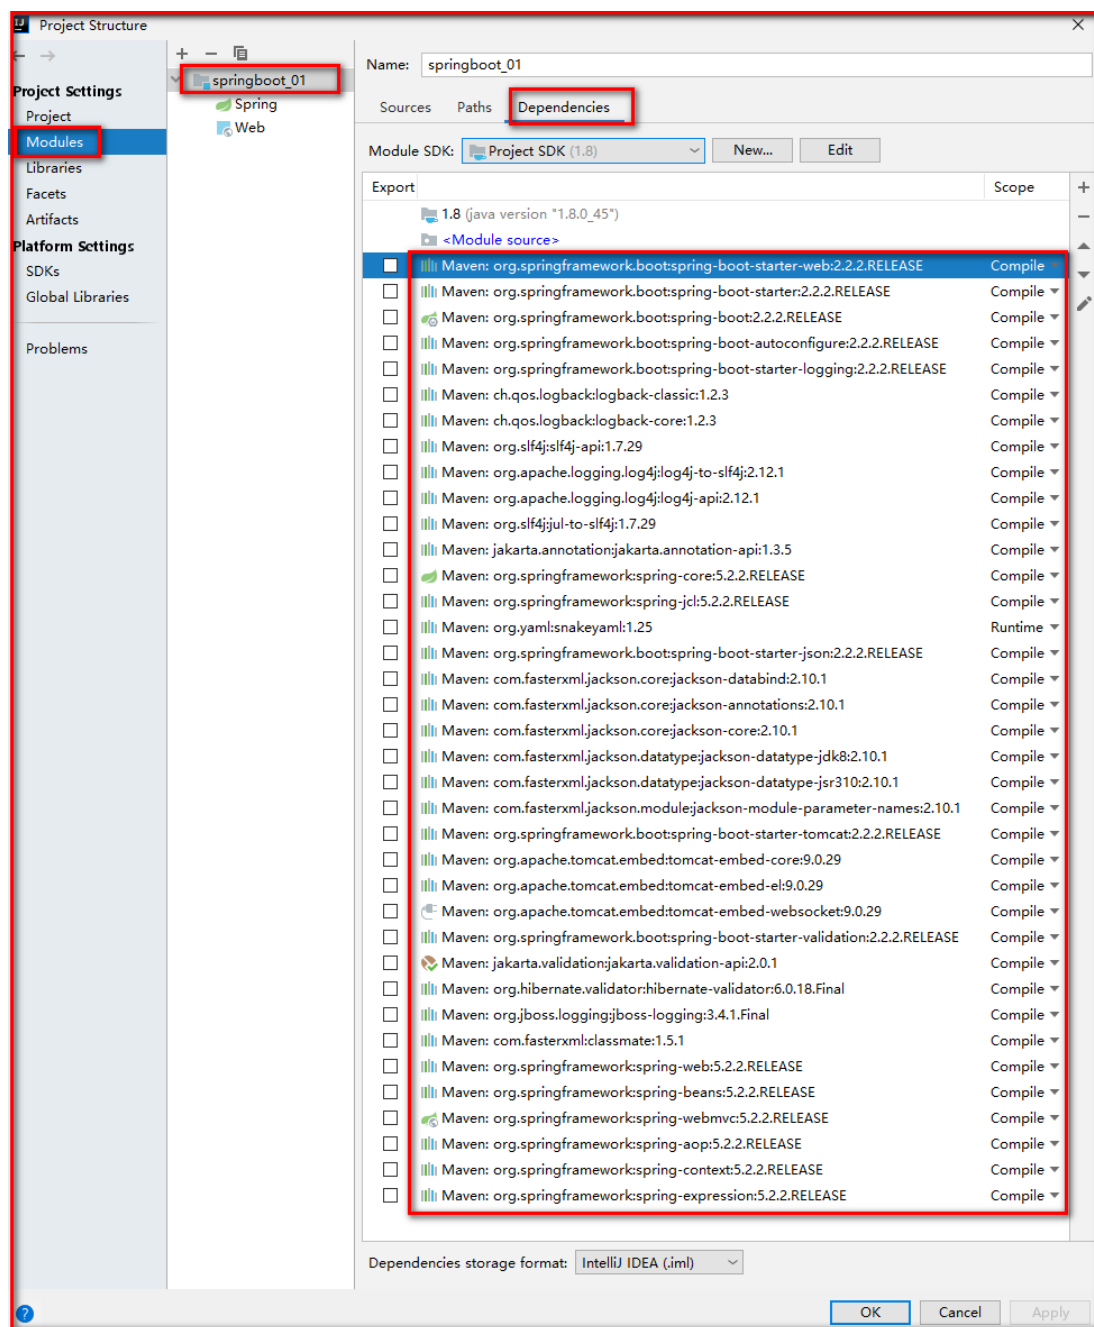 Project Structure
Project Settings
Project
Modules
Libraries
Facets
Artifacts
Platform Settings
SDKs
Global Libraries
Problems
springboot_01
Spring
Web
Name: springboot_01
Sources Paths Dependencies
Module SDK: Project SDK (1.8) New... Edit
Export Scope
1.8 (java version "1.8.0_45")
<Module source>
Maven: org.springframework.boot:spring-boot-starter-web:2.2.2.RELEASE Compile
Maven: org.springframework.boot:spring-boot-starter:2.2.2.RELEASE Compile
Maven: org.springframework.boot:spring-boot:2.2.2.RELEASE Compile
Maven: org.springframework.boot:spring-boot-autoconfigure:2.2.2.RELEASE Compile
Maven: org.springframework.boot:spring-boot-starter-logging:2.2.2.RELEASE Compile
Maven: ch.qos.logback:logback-classic:1.2.3 Compile
Maven: ch.qos.logback:logback-core:1.2.3 Compile
Maven: org.slf4j:slf4j-api:1.7.29 Compile
Maven: org.apache.logging.log4j:log4j-to-slf4j:2.12.1 Compile
Maven: org.apache.logging.log4j:log4j-api:2.12.1 Compile
Maven: org.slf4j:jul-to-slf4j:1.7.29 Compile
Maven: jakarta.annotation:jakarta.annotation-api:1.3.5 Compile
Maven: org.springframework:spring-core:5.2.2.RELEASE Compile
Maven: org.springframework:spring-jcl:5.2.2.RELEASE Compile
Maven: org.yaml:snakeyaml:1.25 Runtime
Maven: org.springframework.boot:spring-boot-starter-json:2.2.2.RELEASE Compile
Maven: com.fasterxml.jackson.core:jackson-databind:2.10.1 Compile
Maven: com.fasterxml.jackson.core:jackson-annotations:2.10.1 Compile
Maven: com.fasterxml.jackson.core:jackson-core:2.10.1 Compile
Maven: com.fasterxml.jackson.datatype:jackson-datatype-jdk8:2.10.1 Compile
Maven: com.fasterxml.jackson.datatype:jackson-datatype-jsr310:2.10.1 Compile
Maven: com.fasterxml.jackson.module:jackson-module-parameter-names:2.10.1 Compile
Maven: org.springframework.boot:spring-boot-starter-tomcat:2.2.2.RELEASE Compile
Maven: org.apache.tomcat.embed:tomcat-embed-core:9.0.29 Compile
Maven: org.apache.tomcat.embed:tomcat-embed-el:9.0.29 Compile
Maven: org.apache.tomcat.embed:tomcat-embed-websocket:9.0.29 Compile
Maven: org.springframework.boot:spring-boot-starter-validation:2.2.2.RELEASE Compile
Maven: jakarta.validation:jakarta.validation-api:2.0.1 Compile
Maven: org.hibernate.validator:hibernate-validator:6.0.18.Final Compile
Maven: org.jboss.logging:jboss-logging:3.4.1.Final Compile
Maven: com.fasterxml:classmate:1.5.1 Compile
Maven: org.springframework:spring-web:5.2.2.RELEASE Compile
Maven: org.springframework:spring-beans:5.2.2.RELEASE Compile
Maven: org.springframework:spring-webmvc:5.2.2.RELEASE Compile
Maven: org.springframework:spring-aop:5.2.2.RELEASE Compile
Maven: org.springframework:spring-context:5.2.2.RELEASE Compile
Maven: org.springframework:spring-expression:5.2.2.RELEASE Compile
Dependencies storage format: IntelliJ IDEA (.iml)
OK Cancel Apply